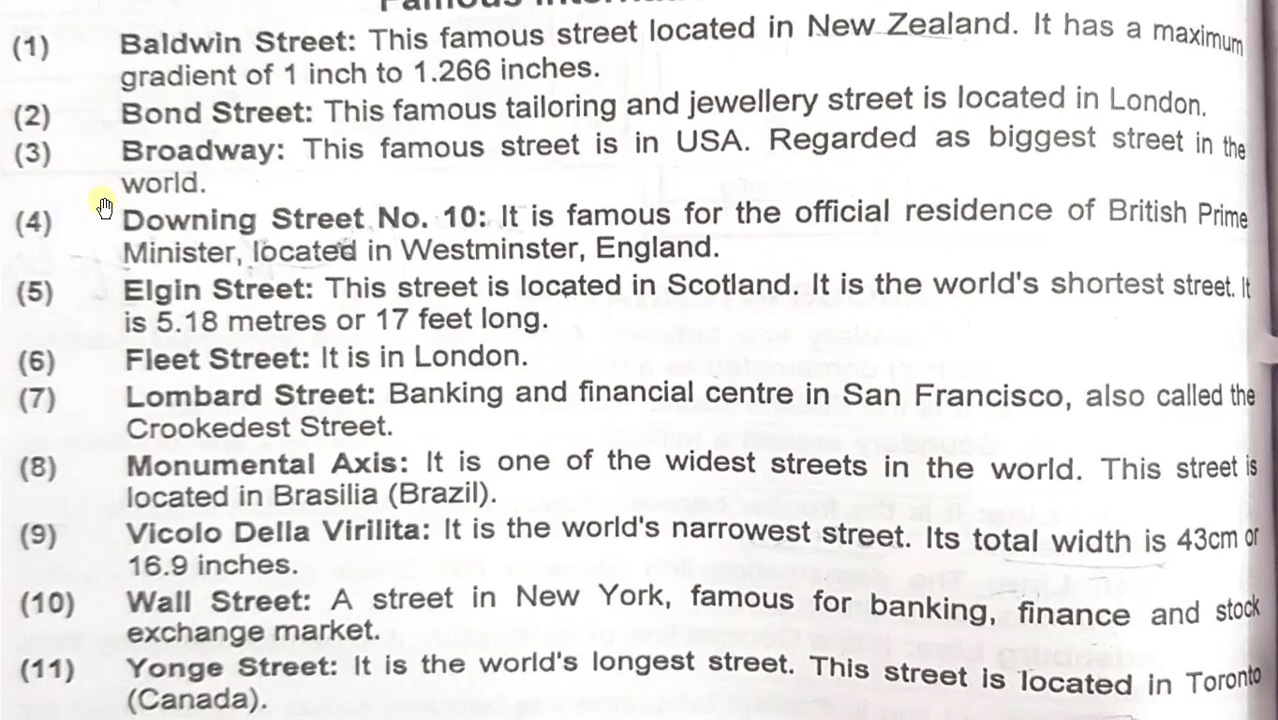 (1) Baldwin Street: This famous street located in New Zealand. It has a maximum
gradient of 1 inch to 1.266 inches.
(2) Bond Street: This famous tailoring and jewellery street is located in London.
(3) Broadway: This famous street is in USA. Regarded as biggest street in the
world.
(4) Downing Street No. 10: It is famous for the official residence of British Prime
Minister, located in Westminster, England.
(5) Elgin Street: This street is located in Scotland. It is the world's shortest street. It
is 5.18 metres or 17 feet long.
(6) Fleet Street: It is in London.
(7) Lombard Street: Banking and financial centre in San Francisco, also called the
Crookedest Street.
(8) Monumental Axis: It is one of the widest streets in the world. This street is
located in Brasilia (Brazil).
(9) Vicolo Della Virilita: It is the world's narrowest street. Its total width is 43cm or
16.9 inches.
(10) Wall Street: A street in New York, famous for banking, finance and stock
exchange market.
(11) Yonge Street: It is the world's longest street. This street is located in Toronto
(Canada).